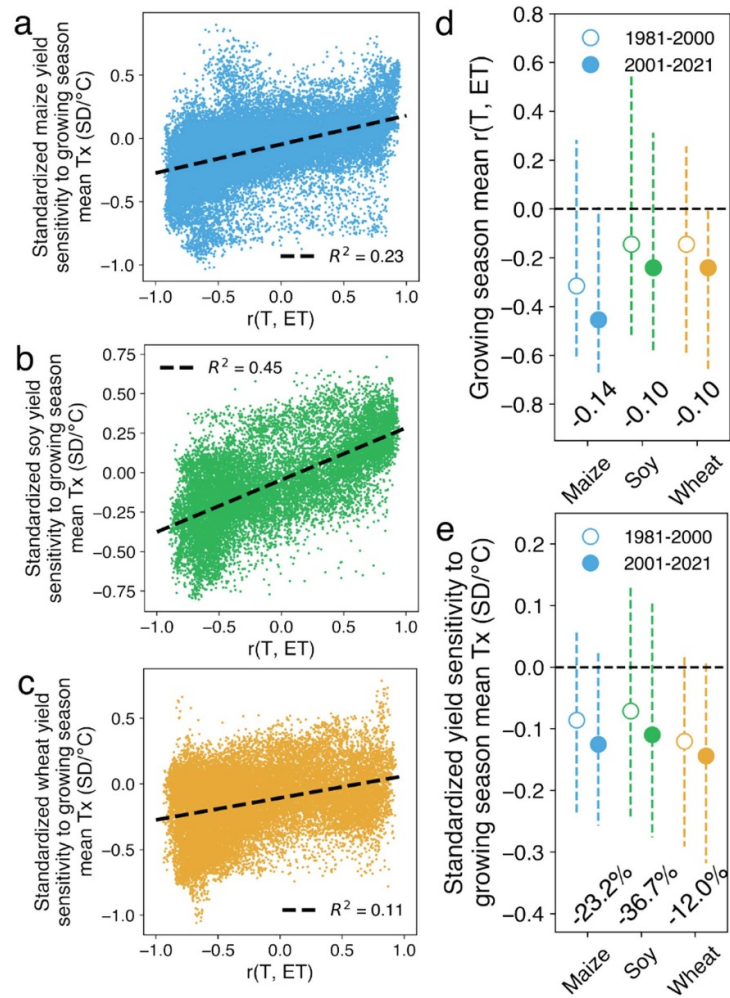 a
Standardized maize yield
sensitivity to growing season
mean Tx (SD/°C)
0.5
0.0
−0.5
−1.0
R² = 0.23
−1.0 −0.5 0.0 0.5 1.0
r(T, ET)
b
Standardized soy yield
sensitivity to growing season
mean Tx (SD/°C)
0.75
0.50
0.25
0.00
−0.25
−0.50
−0.75
R² = 0.45
−1.0 −0.5 0.0 0.5 1.0
r(T, ET)
c
Standardized wheat yield
sensitivity to growing season
mean Tx (SD/°C)
0.5
0.0
−0.5
−1.0
R² = 0.11
−1.0 −0.5 0.0 0.5 1.0
r(T, ET)
d
Growing season mean r(T, ET)
0.8
0.6
0.4
0.2
0.0
−0.2
−0.4
−0.6
−0.8
1981-2000
2001-2021
-0.14 -0.10 -0.10
Maize Soy Wheat
e
Standardized yield sensitivity to
growing season mean Tx (SD/°C)
0.2
0.1
0.0
−0.1
−0.2
−0.3
−0.4
1981-2000
2001-2021
-23.2% -36.7% -12.0%
Maize Soy Wheat